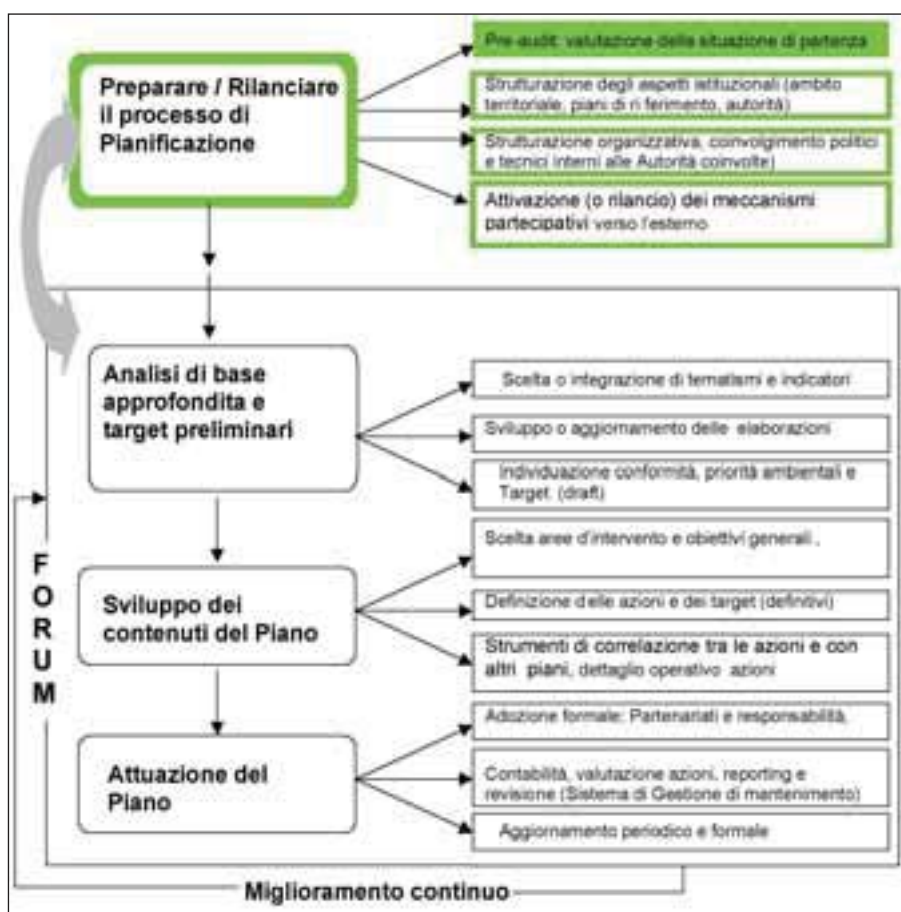 Preparare / Rilanciare
il processo di
Pianificazione
Pre-audit: valutazione della situazione di partenza
Strutturazione degli aspetti istituzionali (ambito
territoriale, piani di ri ferimento, autorità)
Strutturazione organizzativa, coinvolgimento politici
e tecnici interni alle Autorità coinvolte)
Attivazione (o rilancio) dei meccanismi
partecipativi verso l'esterno
Analisi di base
approfondita e
target preliminari
Scelta o integrazione di tematismi e indicatori
Sviluppo o aggiornamento delle elaborazioni
Individuazione conformità, priorità ambientali e
Target (draft)
FORUM
Sviluppo dei
contenuti del Piano
Scelta aree d'intervento e obiettivi generali ,
Definizione delle azioni e dei target (definitivi)
Strumenti di correlazione tra le azioni e con
altri piani, dettaglio operativo azioni
Attuazione del
Piano
Adozione formale: Partenariati e responsabilità,
Contabilità, valutazione azioni, reporting e
revisione (Sistema di Gestione di mantenimento)
Aggiornamento periodico e formale
Miglioramento continuo